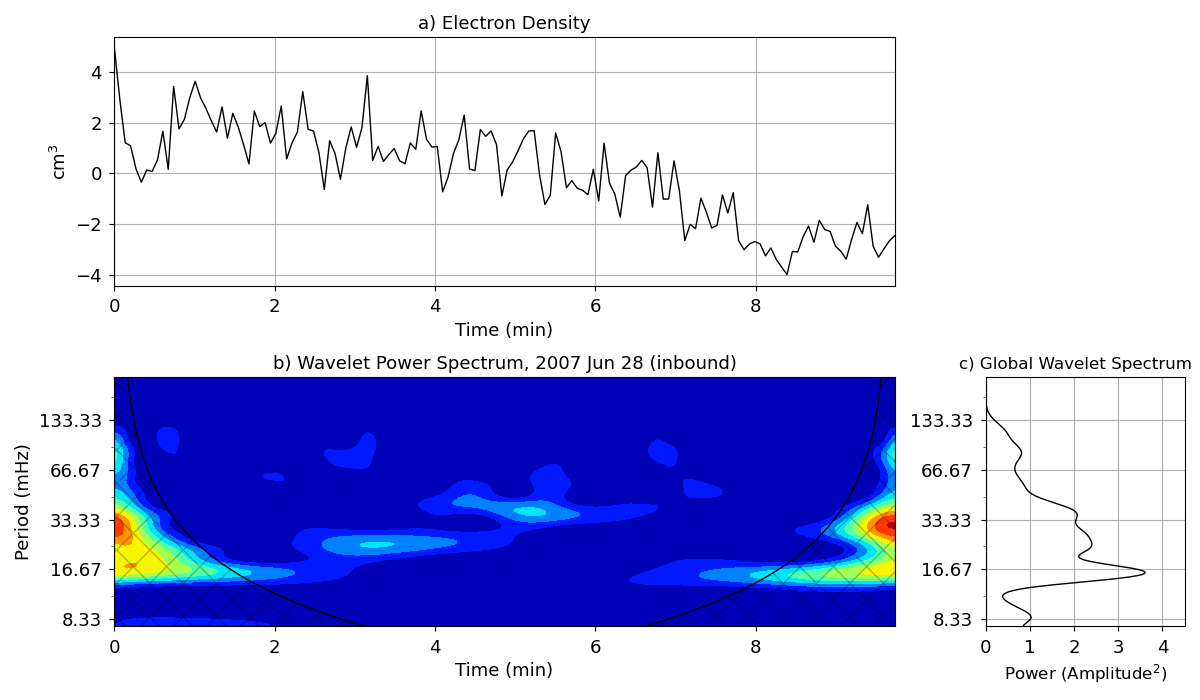 a) Electron Density
cm³
4
2
0
−2
−4
0 2 4 6 8
Time (min)
b) Wavelet Power Spectrum, 2007 Jun 28 (inbound)
Period (mHz)
133.33
66.67
33.33
16.67
8.33
0 2 4 6 8
Time (min)
c) Global Wavelet Spectrum
133.33
66.67
33.33
16.67
8.33
0 1 2 3 4
Power (Amplitude²)